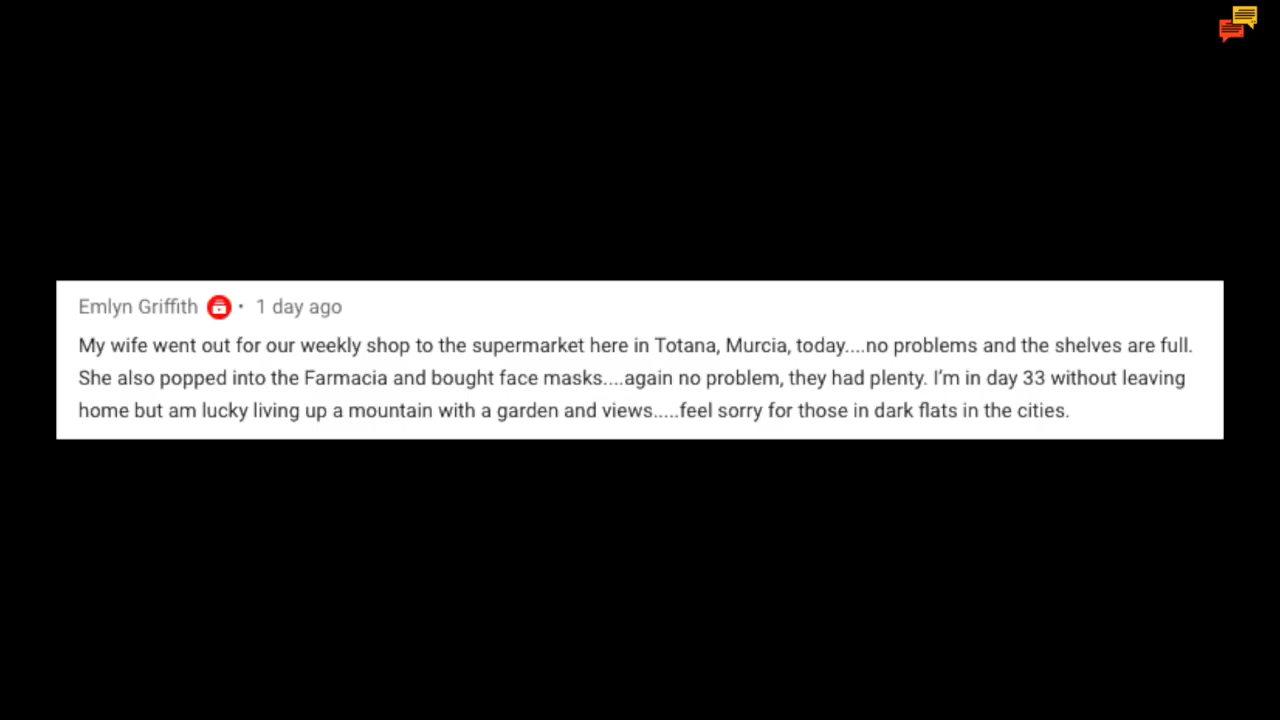 Emlyn Griffith • 1 day ago
My wife went out for our weekly shop to the supermarket here in Totana, Murcia, today....no problems and the shelves are full.
She also popped into the Farmacia and bought face masks....again no problem, they had plenty. I'm in day 33 without leaving
home but am lucky living up a mountain with a garden and views.....feel sorry for those in dark flats in the cities.